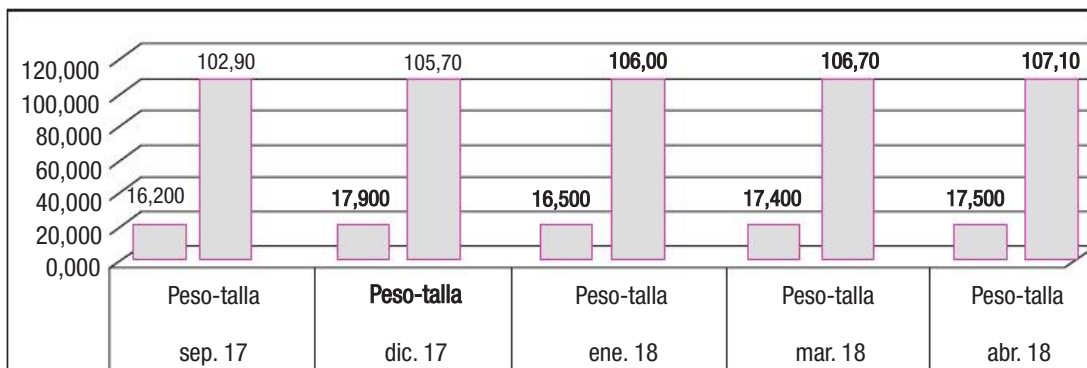 120,000
100,000
80,000
60,000
40,000
20,000
0,000
102,90 105,70 106,00 106,70 107,10
16,200 17,900 16,500 17,400 17,500
Peso-talla Peso-talla Peso-talla Peso-talla Peso-talla
sep. 17 dic. 17 ene. 18 mar. 18 abr. 18